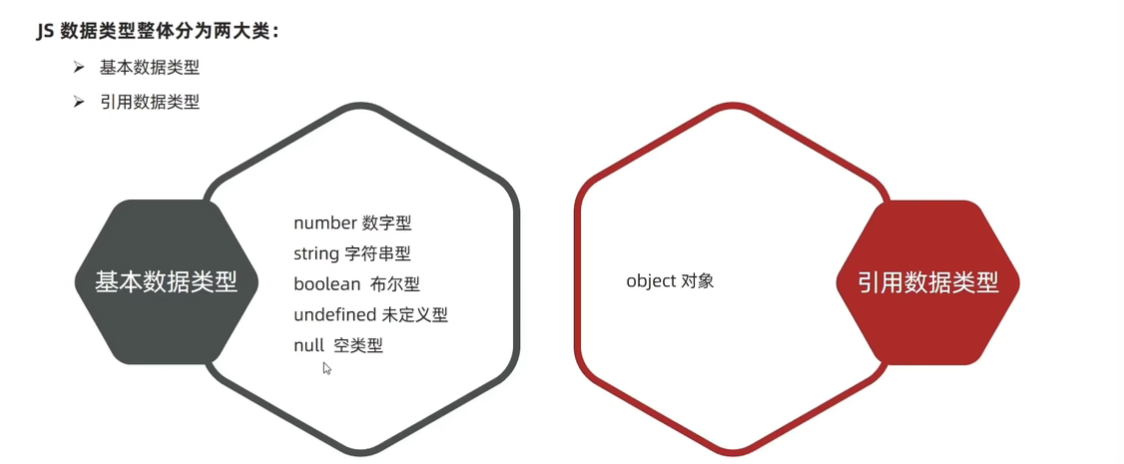 JS 数据类型整体分为两大类：
➢ 基本数据类型
➢ 引用数据类型
基本数据类型
number 数字型
string 字符串型
boolean 布尔型
undefined 未定义型
null 空类型
object 对象
引用数据类型